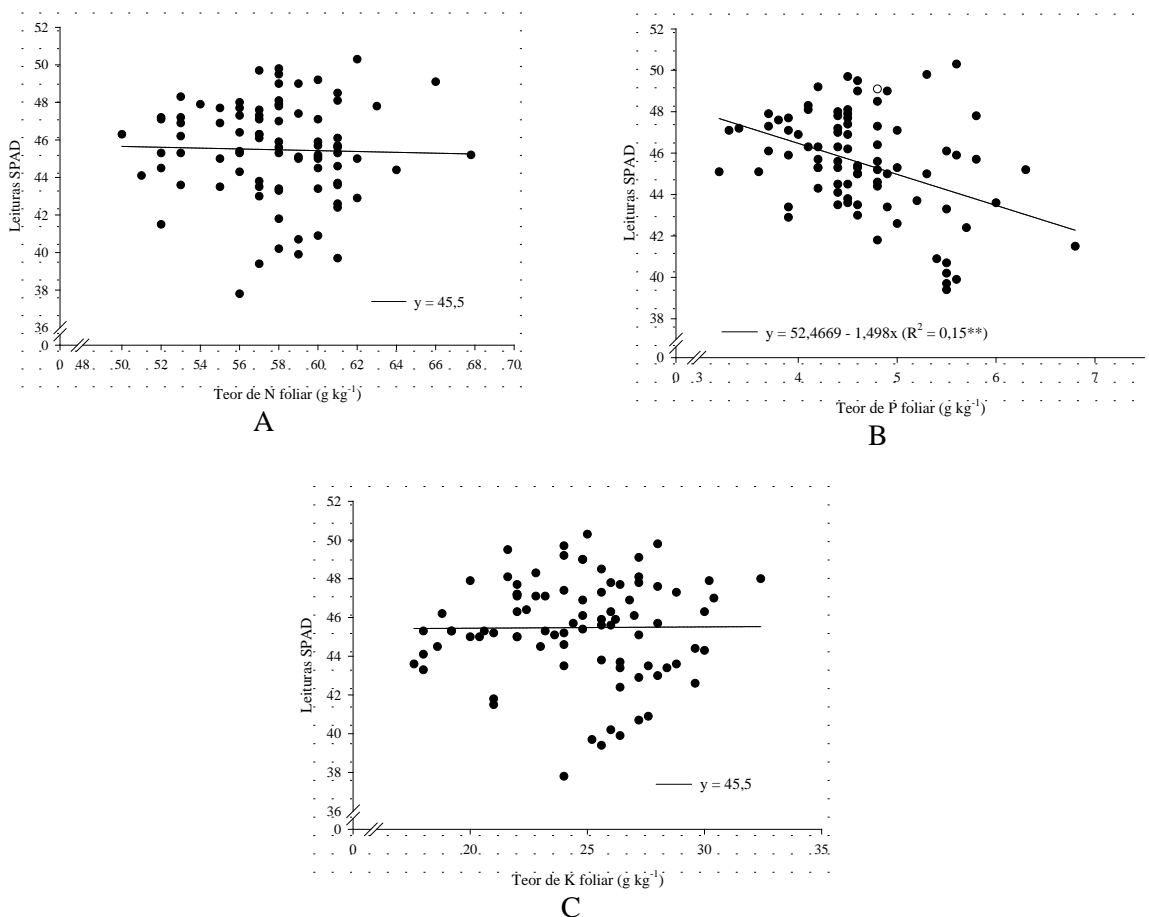 52
50
48
46
44
42
40
38
36
0
Leituras SPAD
y = 45,5
0 48 50 52 54 56 58 60 62 64 66 68 70
Teor de N foliar (g kg⁻¹)
A
52
50
48
46
44
42
40
38
0
Leituras SPAD
y = 52,4669 - 1,498x (R² = 0,15**)
0 3 4 5 6 7
Teor de P foliar (g kg⁻¹)
B
52
50
48
46
44
42
40
38
36
0
Leituras SPAD
y = 45,5
0 20 25 30 35
Teor de K foliar (g kg⁻¹)
C